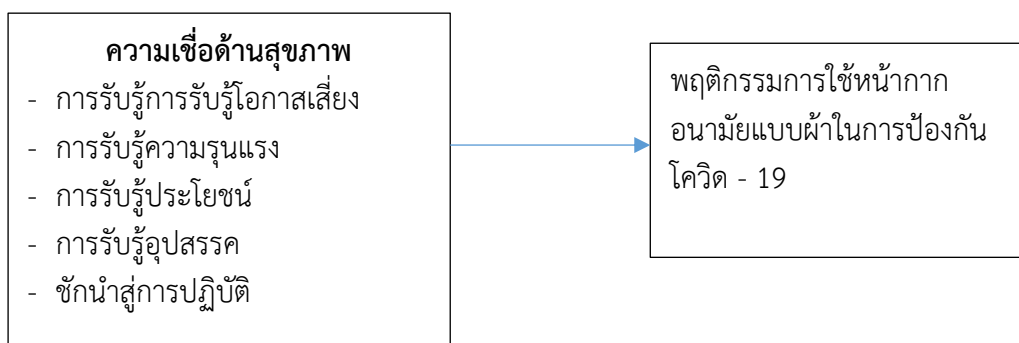 ความเชื่อด้านสุขภาพ
- การรับรู้การรับรู้โอกาสเสี่ยง
- การรับรู้ความรุนแรง
- การรับรู้ประโยชน์
- การรับรู้อุปสรรค
- ชักนำสู่การปฏิบัติ
พฤติกรรมการใช้หน้ากาก
อนามัยแบบผ้าในการป้องกัน
โควิด - 19